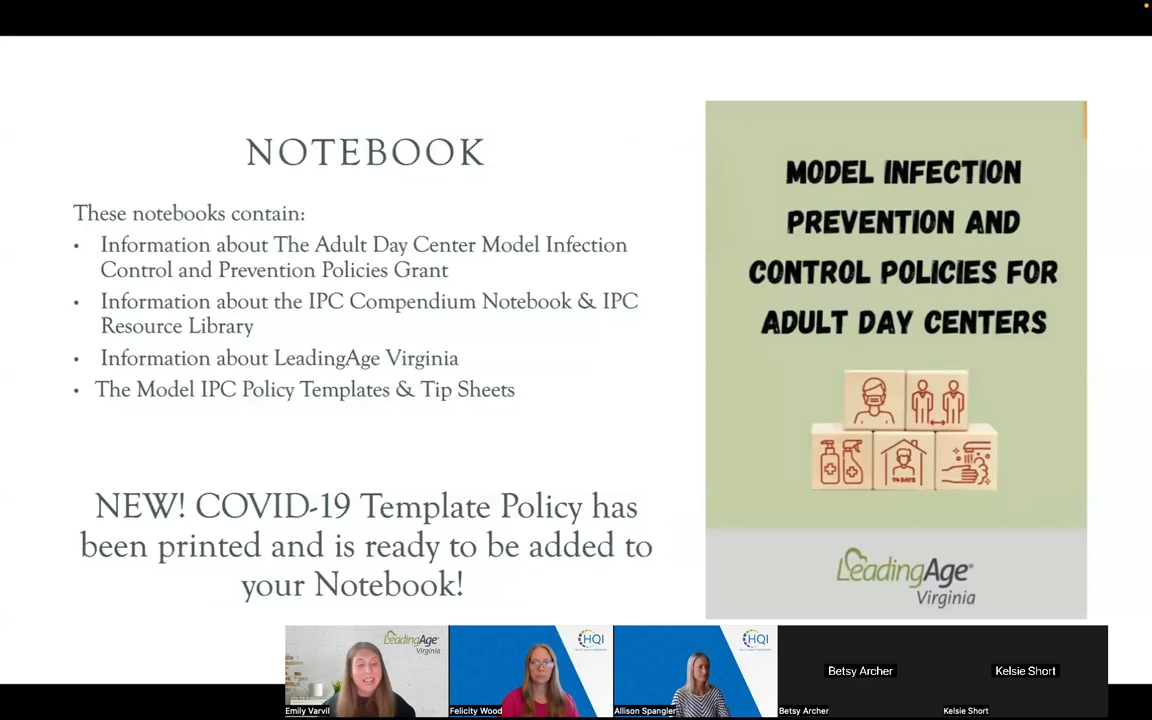 NOTEBOOK
These notebooks contain:
• Information about The Adult Day Center Model Infection
Control and Prevention Policies Grant
• Information about the IPC Compendium Notebook & IPC
Resource Library
• Information about LeadingAge Virginia
• The Model IPC Policy Templates & Tip Sheets
NEW! COVID-19 Template Policy has
been printed and is ready to be added to
your Notebook!
MODEL INFECTION
PREVENTION AND
CONTROL POLICIES FOR
ADULT DAY CENTERS
14 DAYS
LeadingAge®
Virginia
LeadingAge®
Virginia
Emily Varvil
HQI
Felicity Wood
HQI
Allison Spangler
Betsy Archer
Betsy Archer
Kelsie Short
Kelsie Short